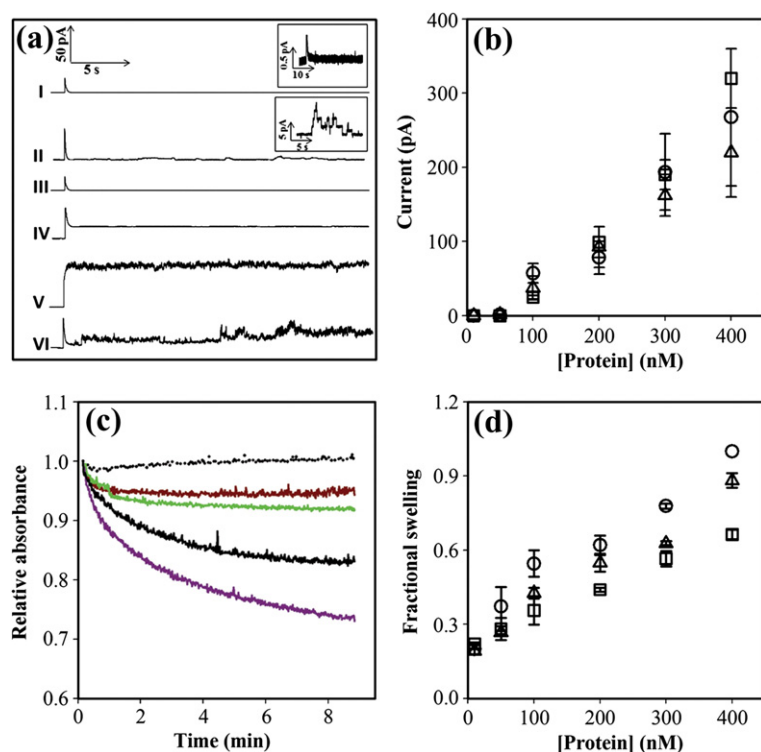 (a)
50 pA
5 s
0.5 pA
10 s
5 pA
5 s
I
II
III
IV
V
VI
(b)
Current (pA)
400
300
200
100
0
0 100 200 300 400
[Protein] (nM)
(c)
Relative absorbance
1.1
1.0
0.9
0.8
0.7
0.6
0 2 4 6 8
Time (min)
(d)
Fractional swelling
1.2
0.9
0.6
0.3
0.0
0 100 200 300 400
[Protein] (nM)